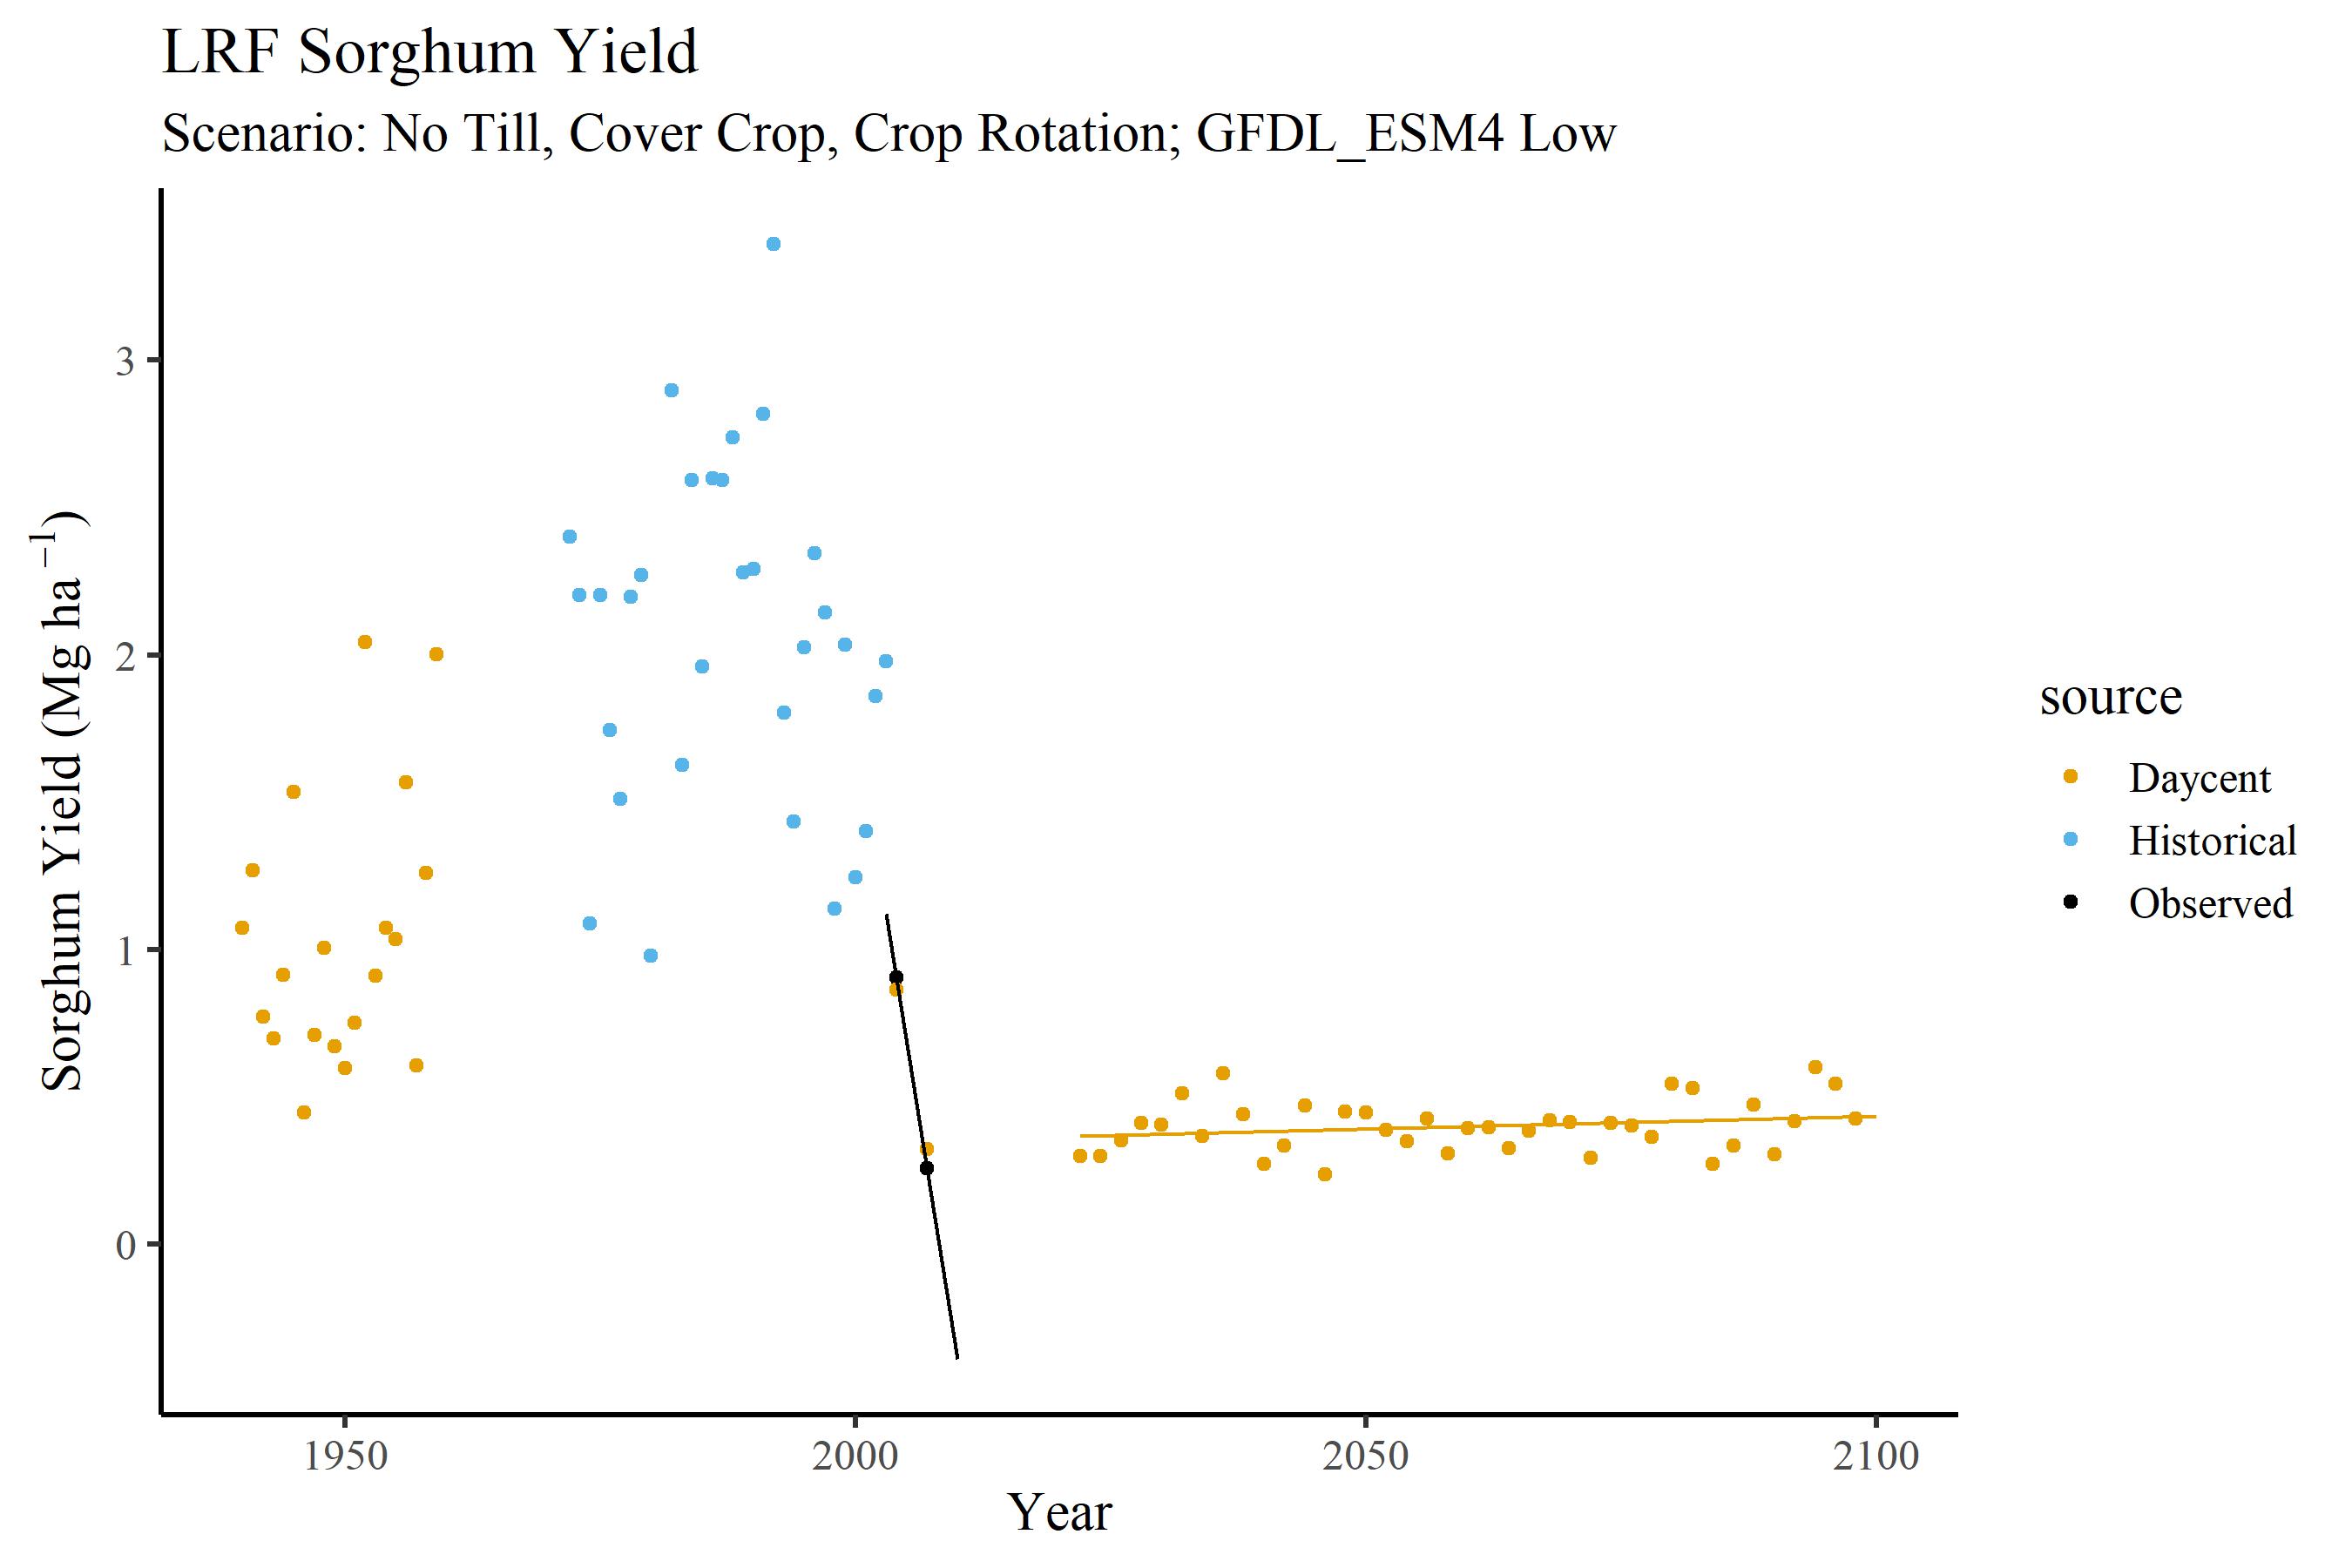 LRF Sorghum Yield
Scenario: No Till, Cover Crop, Crop Rotation; GFDL_ESM4 Low
Sorghum Yield (Mg ha⁻¹)
3
2
1
0
1950 2000 2050 2100
Year
source
Daycent
Historical
Observed